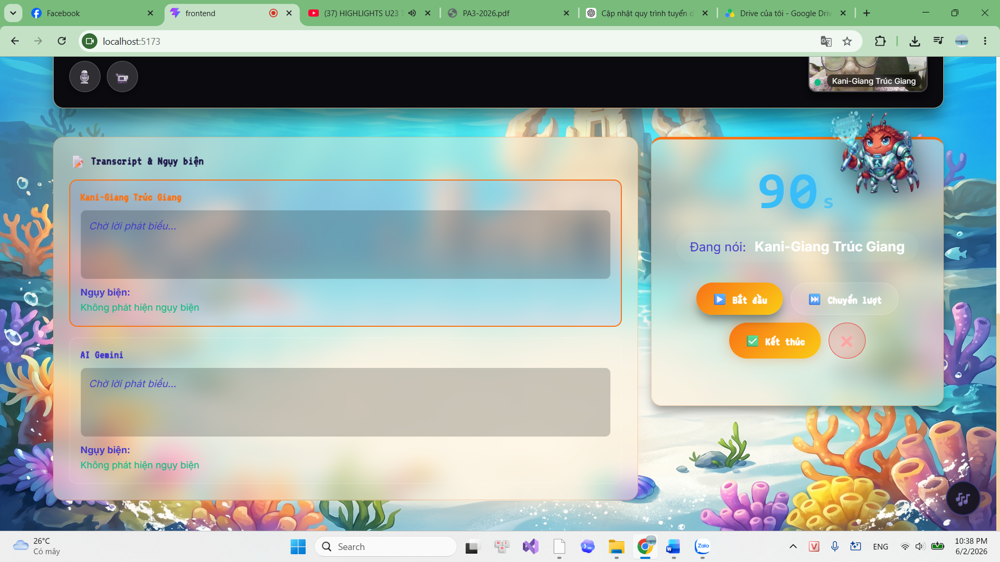 Facebook
frontend
(37) HIGHLIGHTS U23
PA3-2026.pdf
Cập nhật quy trình tuyển d
Drive của tôi - Google Driv
localhost:5173
Kani-Giang Trúc Giang
Transcript & Ngụy biện
Kani-Giang Trúc Giang
Chờ lời phát biểu...
Ngụy biện:
Không phát hiện ngụy biện
AI Gemini
Chờ lời phát biểu...
Ngụy biện:
Không phát hiện ngụy biện
90 s
Đang nói: Kani-Giang Trúc Giang
Bắt đầu
Chuyển lượt
Kết thúc
26°C
Có mây
Search
Zalo
ENG
10:38 PM
6/2/2026